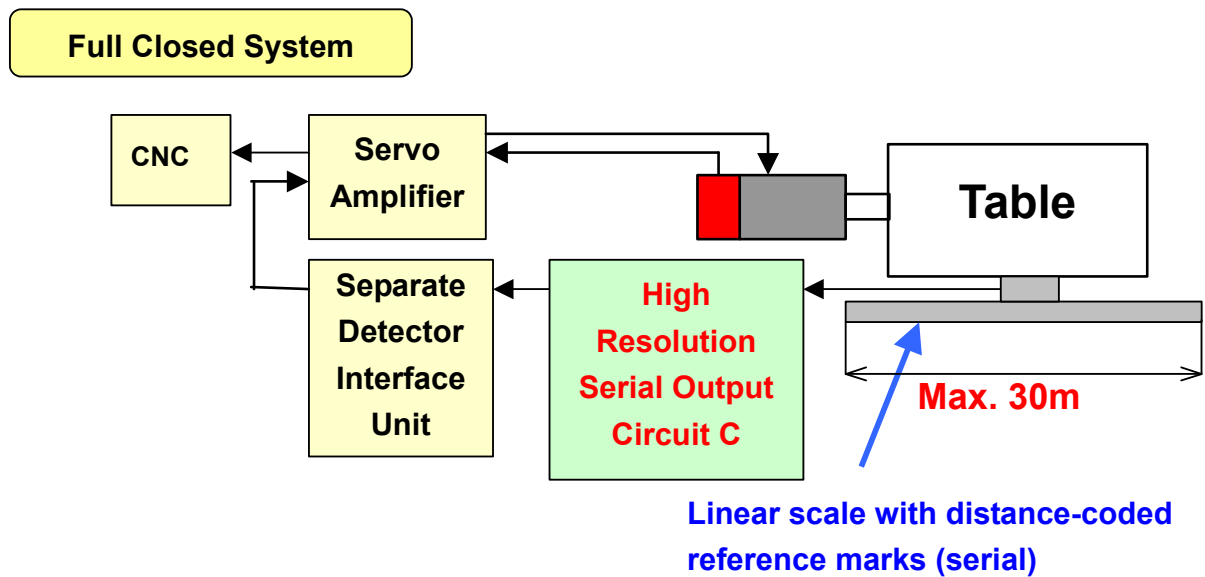 Full Closed System
CNC
Servo
Amplifier
Table
Separate
Detector
Interface
Unit
High
Resolution
Serial Output
Circuit C
Max. 30m
Linear scale with distance-coded
reference marks (serial)